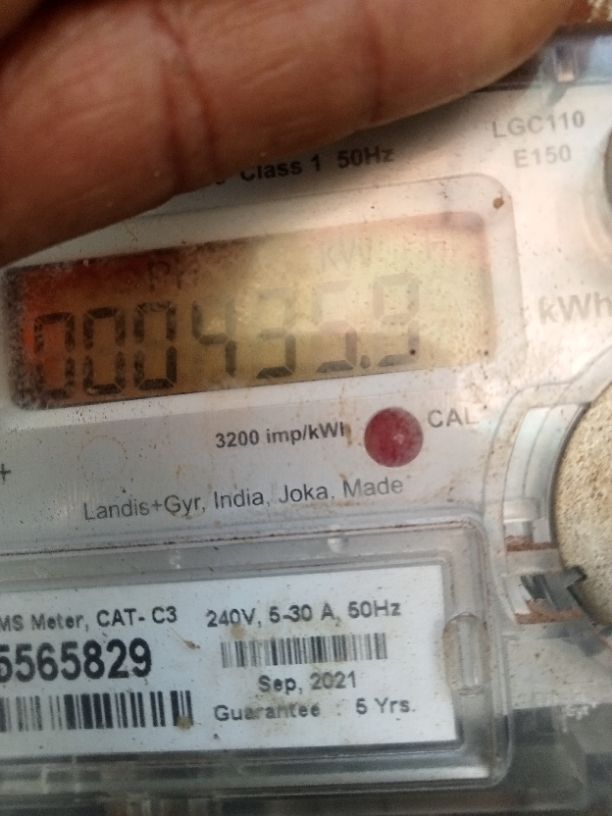 LGC110
E150
Class 1 50Hz
kW
000435.9
kWh
3200 imp/kWh
CAL
Landis+Gyr, India, Joka, Made
MS Meter, CAT- C3
5565829
240V, 5-30 A, 50Hz
Sep, 2021
Guarantee : 5 Yrs.